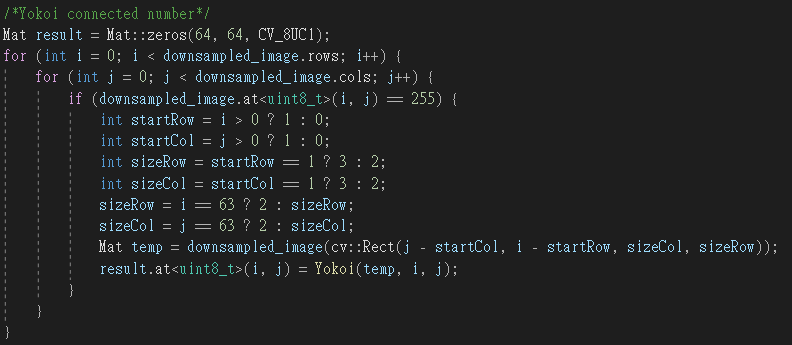 /*Yokoi connected number*/
Mat result = Mat::zeros(64, 64, CV_8UC1);
for (int i = 0; i < downsampled_image.rows; i++) {
    for (int j = 0; j < downsampled_image.cols; j++) {
        if (downsampled_image.at<uint8_t>(i, j) == 255) {
            int startRow = i > 0 ? 1 : 0;
            int startCol = j > 0 ? 1 : 0;
            int sizeRow = startRow == 1 ? 3 : 2;
            int sizeCol = startCol == 1 ? 3 : 2;
            sizeRow = i == 63 ? 2 : sizeRow;
            sizeCol = j == 63 ? 2 : sizeCol;
            Mat temp = downsampled_image(cv::Rect(j - startCol, i - startRow, sizeCol, sizeRow));
            result.at<uint8_t>(i, j) = Yokoi(temp, i, j);
        }
    }
}